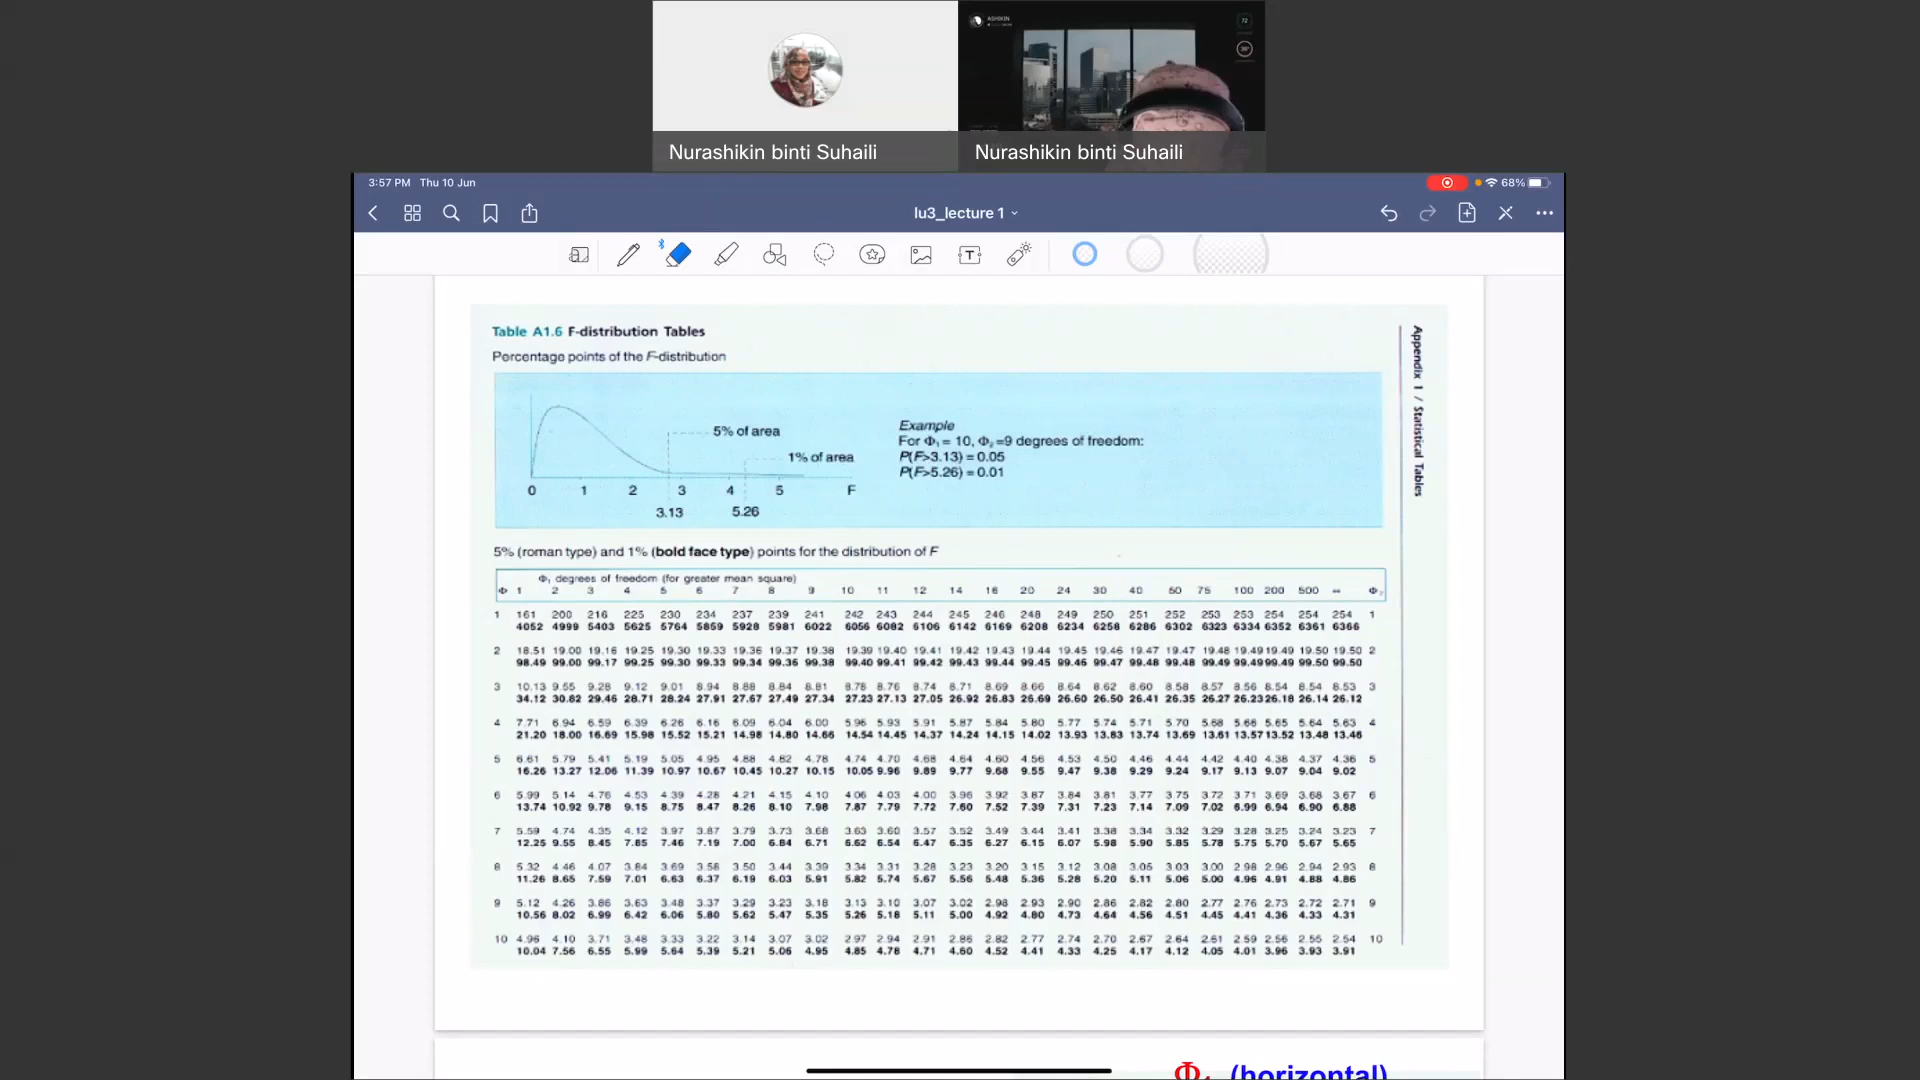 ASHIKIN
72
Nurashikin binti Suhaili
Nurashikin binti Suhaili
3:57 PM Thu 10 Jun
68%
lu3_lecture 1
T
Table A1.6 F-distribution Tables
Percentage points of the F-distribution
5% of area
1% of area
0 1 2 3 4 5 F
3.13 5.26
Example
For Φ₁ = 10, Φ₂ =9 degrees of freedom:
P(F>3.13) = 0.05
P(F>5.26) = 0.01
Appendix 1 / Statistical Tables
5% (roman type) and 1% (bold face type) points for the distribution of F
Φ₁ degrees of freedom (for greater mean square)
Φ 1 2 3 4 5 6 7 8 9 10 11 12 14 16 20 24 30 40 50 75 100 200 500 ∞ Φ₂
1 161 200 216 225 230 234 237 239 241 242 243 244 245 246 248 249 250 251 252 253 253 254 254 254 1
4052 4999 5403 5625 5764 5859 5928 5981 6022 6056 6082 6106 6142 6169 6208 6234 6258 6286 6302 6323 6334 6352 6361 6366
2 18.51 19.00 19.16 19.25 19.30 19.33 19.36 19.37 19.38 19.39 19.40 19.41 19.42 19.43 19.44 19.45 19.46 19.47 19.47 19.48 19.49 19.49 19.50 19.50 2
98.49 99.00 99.17 99.25 99.30 99.33 99.34 99.36 99.38 99.40 99.41 99.42 99.43 99.44 99.45 99.46 99.47 99.48 99.48 99.49 99.49 99.49 99.50 99.50
3 10.13 9.55 9.28 9.12 9.01 8.94 8.88 8.84 8.81 8.78 8.76 8.74 8.71 8.69 8.66 8.64 8.62 8.60 8.58 8.57 8.56 8.54 8.54 8.53 3
34.12 30.82 29.46 28.71 28.24 27.91 27.67 27.49 27.34 27.23 27.13 27.05 26.92 26.83 26.69 26.60 26.50 26.41 26.35 26.27 26.23 26.18 26.14 26.12
4 7.71 6.94 6.59 6.39 6.26 6.16 6.09 6.04 6.00 5.96 5.93 5.91 5.87 5.84 5.80 5.77 5.74 5.71 5.70 5.68 5.66 5.65 5.64 5.63 4
21.20 18.00 16.69 15.98 15.52 15.21 14.98 14.80 14.66 14.54 14.45 14.37 14.24 14.15 14.02 13.93 13.83 13.74 13.69 13.61 13.57 13.52 13.48 13.46
5 6.61 5.79 5.41 5.19 5.05 4.95 4.88 4.82 4.78 4.74 4.70 4.68 4.64 4.60 4.56 4.53 4.50 4.46 4.44 4.42 4.40 4.38 4.37 4.36 5
16.26 13.27 12.06 11.39 10.97 10.67 10.45 10.27 10.15 10.05 9.96 9.89 9.77 9.68 9.55 9.47 9.38 9.29 9.24 9.17 9.13 9.07 9.04 9.02
6 5.99 5.14 4.76 4.53 4.39 4.28 4.21 4.15 4.10 4.06 4.03 4.00 3.96 3.92 3.87 3.84 3.81 3.77 3.75 3.72 3.71 3.69 3.68 3.67 6
13.74 10.92 9.78 9.15 8.75 8.47 8.26 8.10 7.98 7.87 7.79 7.72 7.60 7.52 7.39 7.31 7.23 7.14 7.09 7.02 6.99 6.94 6.90 6.88
7 5.59 4.74 4.35 4.12 3.97 3.87 3.79 3.73 3.68 3.63 3.60 3.57 3.52 3.49 3.44 3.41 3.38 3.34 3.32 3.29 3.28 3.25 3.24 3.23 7
12.25 9.55 8.45 7.85 7.46 7.19 7.00 6.84 6.71 6.62 6.54 6.47 6.35 6.27 6.15 6.07 5.98 5.90 5.85 5.78 5.75 5.70 5.67 5.65
8 5.32 4.46 4.07 3.84 3.69 3.58 3.50 3.44 3.39 3.34 3.31 3.28 3.23 3.20 3.15 3.12 3.08 3.05 3.03 3.00 2.98 2.96 2.94 2.93 8
11.26 8.65 7.59 7.01 6.63 6.37 6.19 6.03 5.91 5.82 5.74 5.67 5.56 5.48 5.36 5.28 5.20 5.11 5.06 5.00 4.96 4.91 4.88 4.86
9 5.12 4.26 3.86 3.63 3.48 3.37 3.29 3.23 3.18 3.13 3.10 3.07 3.02 2.98 2.93 2.90 2.86 2.82 2.80 2.77 2.76 2.73 2.72 2.71 9
10.56 8.02 6.99 6.42 6.06 5.80 5.62 5.47 5.35 5.26 5.18 5.11 5.00 4.92 4.80 4.73 4.64 4.56 4.51 4.45 4.41 4.36 4.33 4.31
10 4.96 4.10 3.71 3.48 3.33 3.22 3.14 3.07 3.02 2.97 2.94 2.91 2.86 2.82 2.77 2.74 2.70 2.67 2.64 2.61 2.59 2.56 2.55 2.54 10
10.04 7.56 6.55 5.99 5.64 5.39 5.21 5.06 4.95 4.85 4.78 4.71 4.60 4.52 4.41 4.33 4.25 4.17 4.12 4.05 4.01 3.96 3.93 3.91
Φ₁ (horizontal)